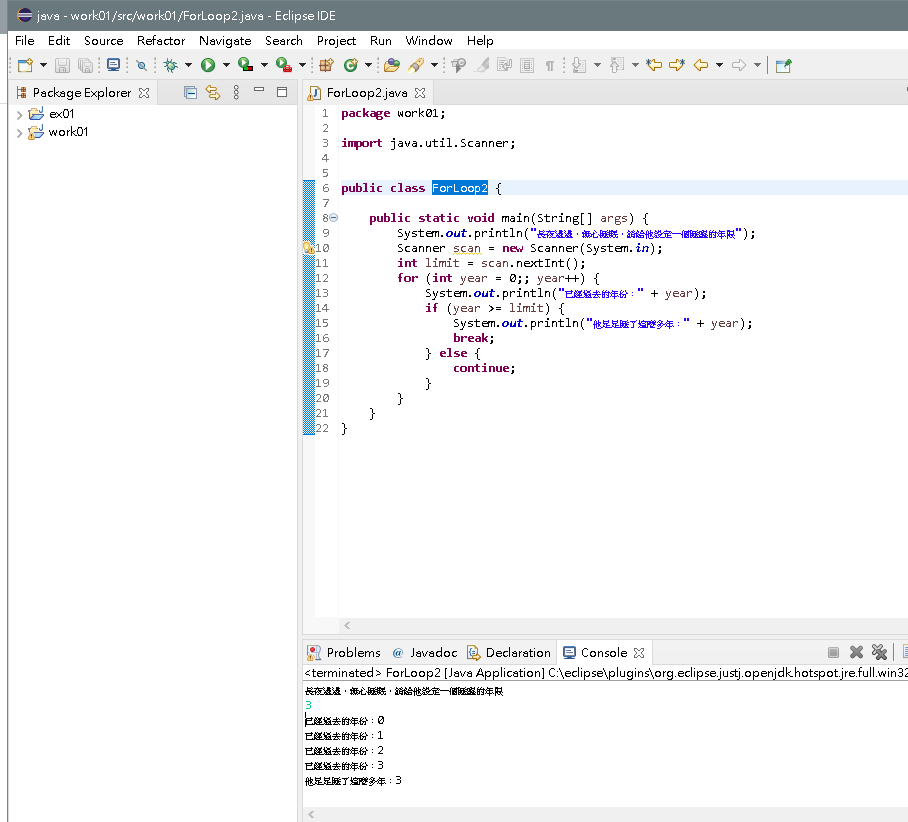 java - work01/src/work01/ForLoop2.java - Eclipse IDE
File Edit Source Refactor Navigate Search Project Run Window Help
Package Explorer
ForLoop2.java
ex01
work01
1 package work01;
2
3 import java.util.Scanner;
4
5
6 public class ForLoop2 {
7
8 public static void main(String[] args) {
9 System.out.println("長夜漫漫，無心睡眠，請給他設定一個睡醒的年限");
10 Scanner scan = new Scanner(System.in);
11 int limit = scan.nextInt();
12 for (int year = 0;; year++) {
13 System.out.println("已經過去的年份：" + year);
14 if (year >= limit) {
15 System.out.println("他足足睡了這麼多年：" + year);
16 break;
17 } else {
18 continue;
19 }
20 }
21 }
22 }
Problems @ Javadoc Declaration Console
<terminated> ForLoop2 [Java Application] C:\eclipse\plugins\org.eclipse.justj.openjdk.hotspot.jre.full.win32
長夜漫漫，無心睡眠，請給他設定一個睡醒的年限
3
已經過去的年份：0
已經過去的年份：1
已經過去的年份：2
已經過去的年份：3
他足足睡了這麼多年：3